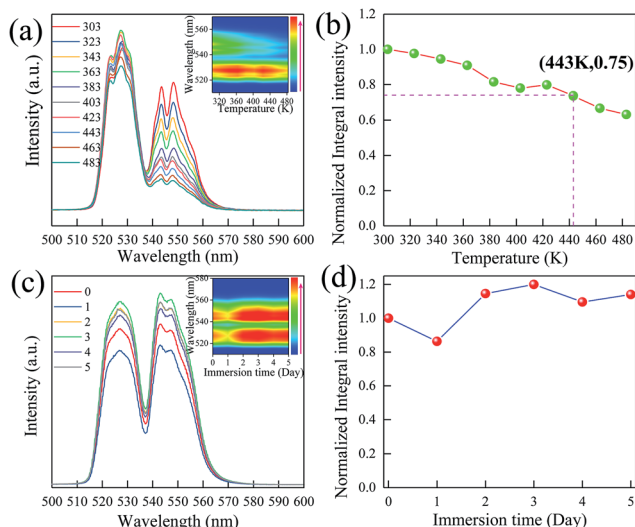 (a)
303
323
343
363
383
403
423
443
463
483
Intensity (a.u.)
500 510 520 530 540 550 560 570 580 590 600
Wavelength (nm)
Wavelength (nm)
560
540
520
320 360 400 440 480
Temperature (K)
(b)
Normalized Integral intensity
1.2
1.0
0.8
0.6
0.4
0.2
0.0
(443K,0.75)
300 320 340 360 380 400 420 440 460 480
Temperature (K)
(c)
0
1
2
3
4
5
Intensity (a.u.)
500 510 520 530 540 550 560 570 580 590 600
Wavelength (nm)
Wavelength (nm)
580
560
540
520
0 1 2 3 4 5
Immersion time (Day)
(d)
Normalized Integral intensity
1.2
1.0
0.8
0.6
0.4
0.2
0.0
0 1 2 3 4 5
Immersion time (Day)